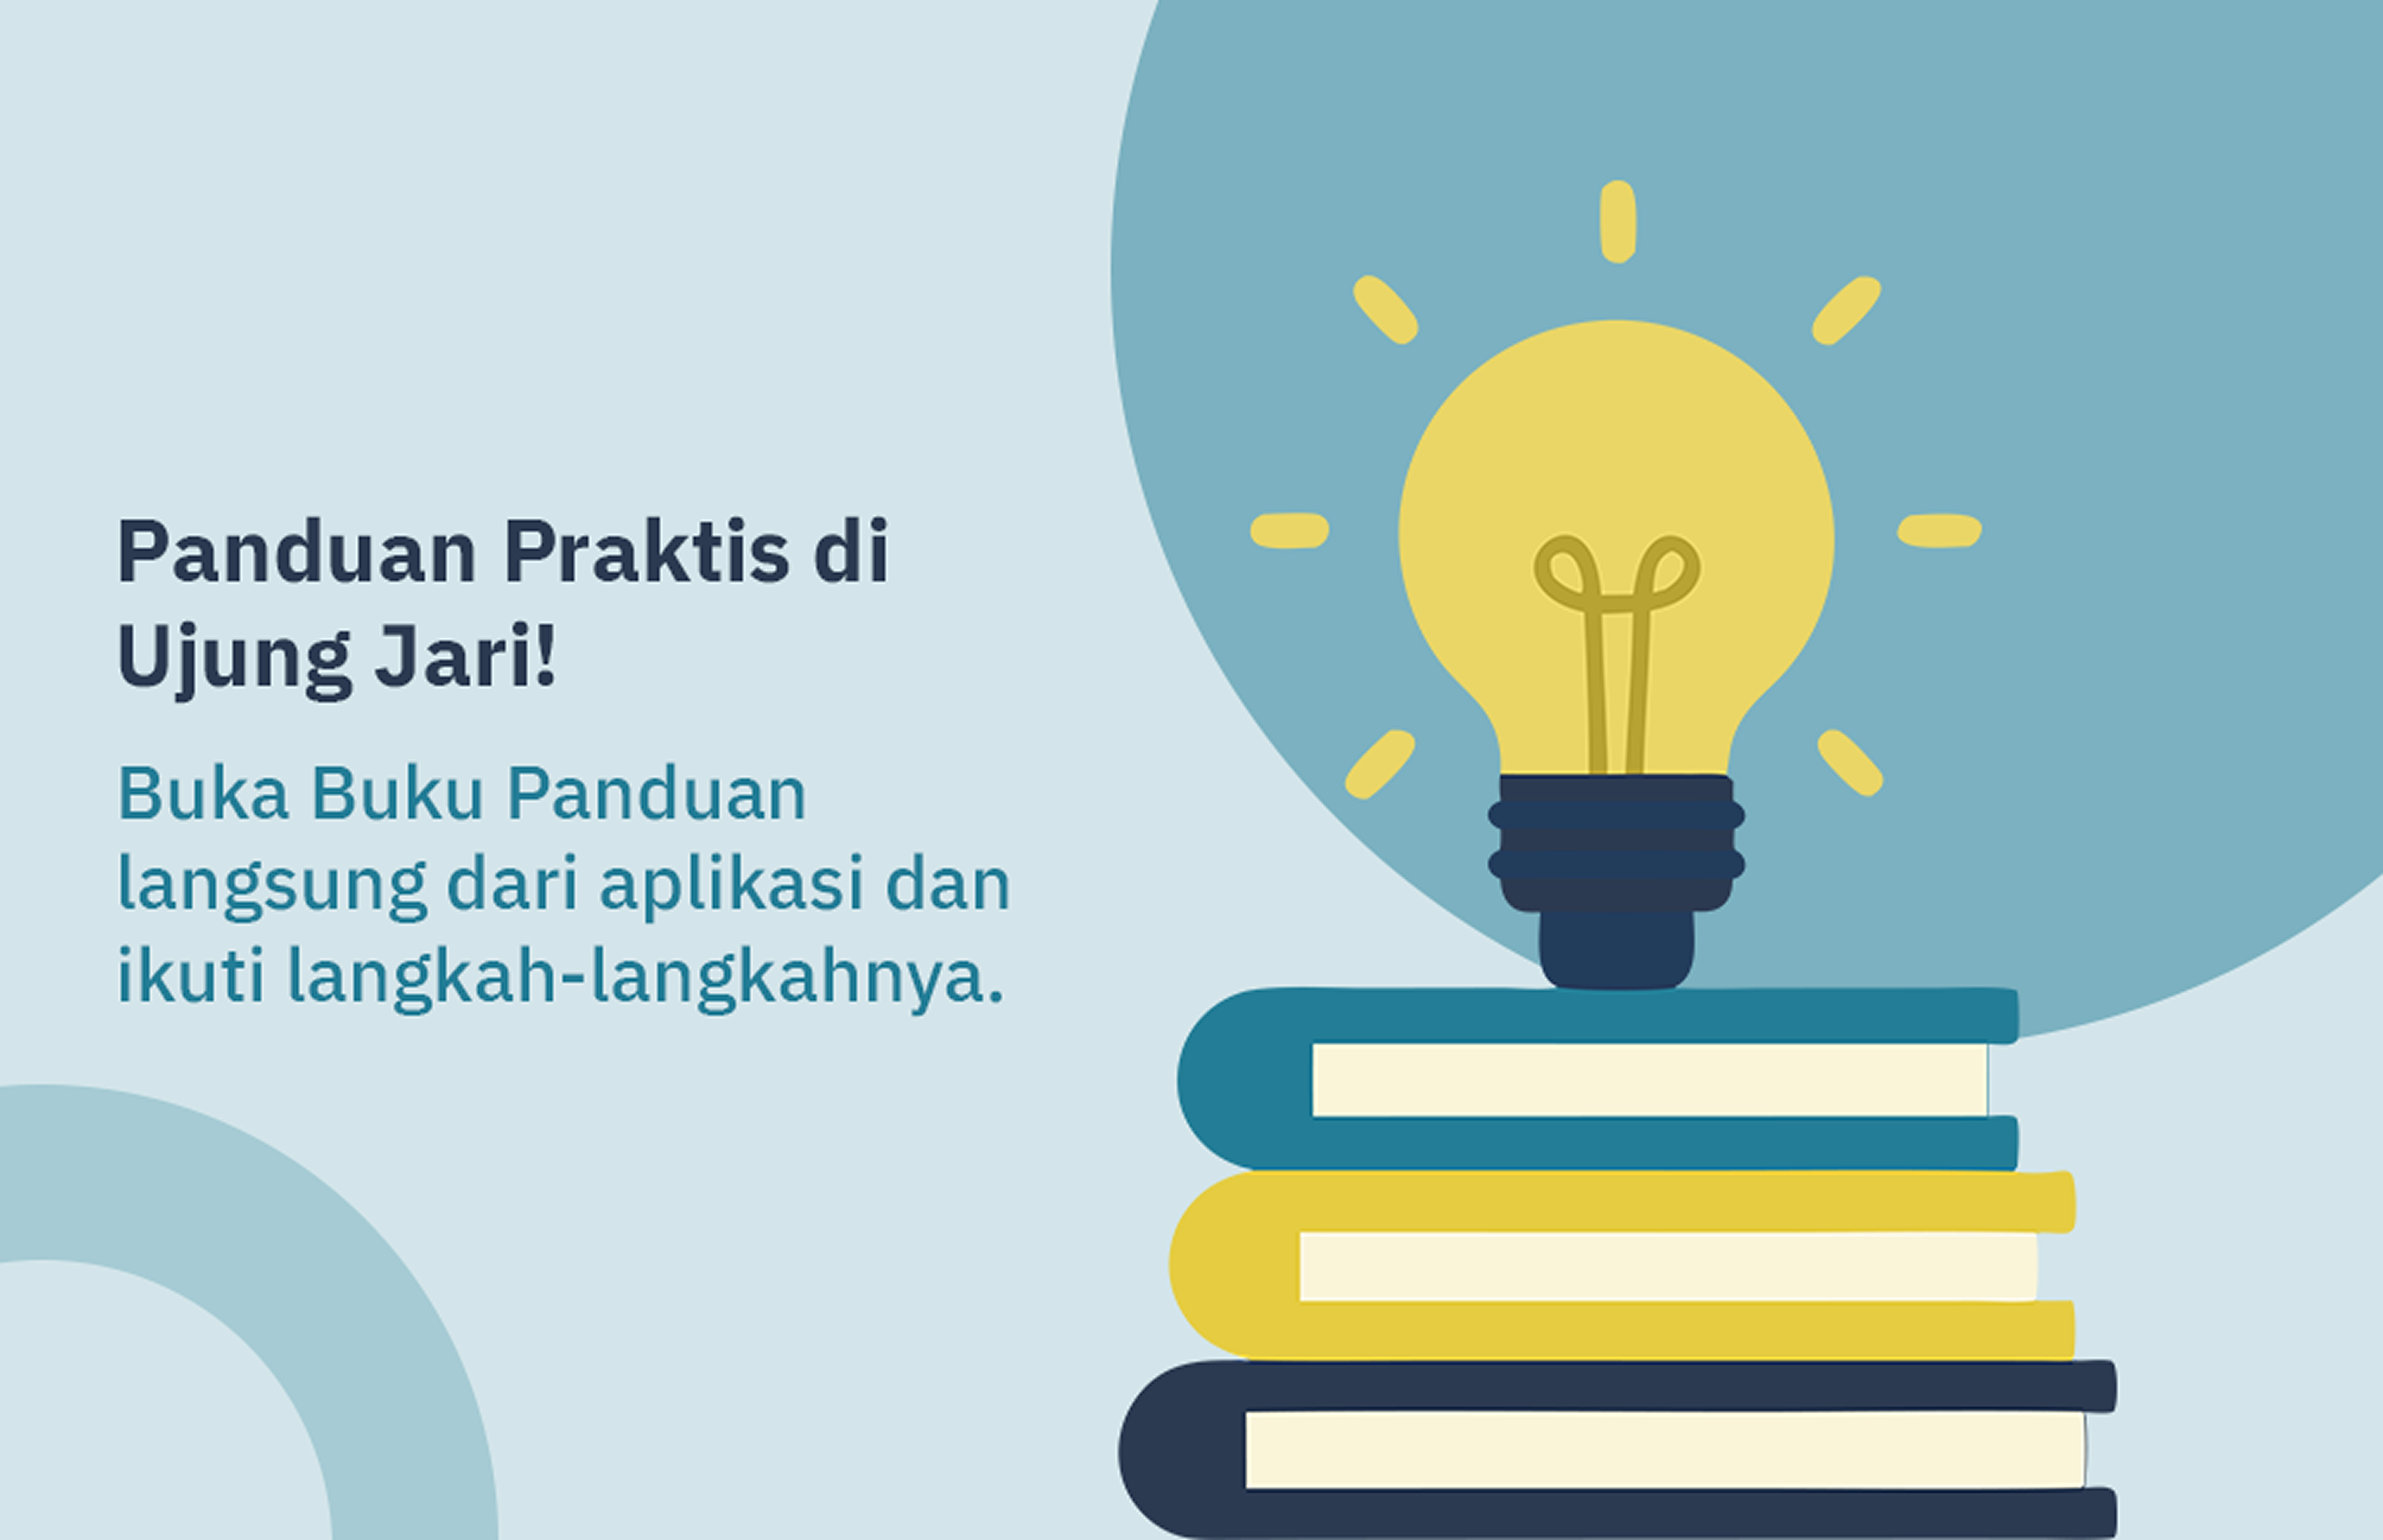 Panduan Praktis di
Ujung Jari!
Buka Buku Panduan
langsung dari aplikasi dan
ikuti langkah-langkahnya.